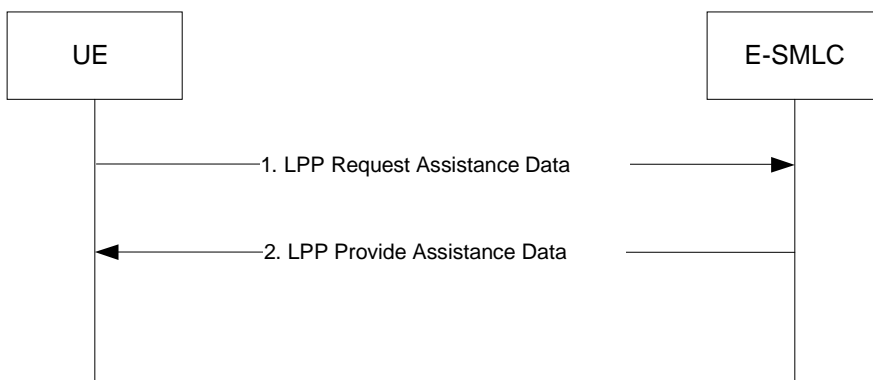 UE
E-SMLC
1. LPP Request Assistance Data
2. LPP Provide Assistance Data